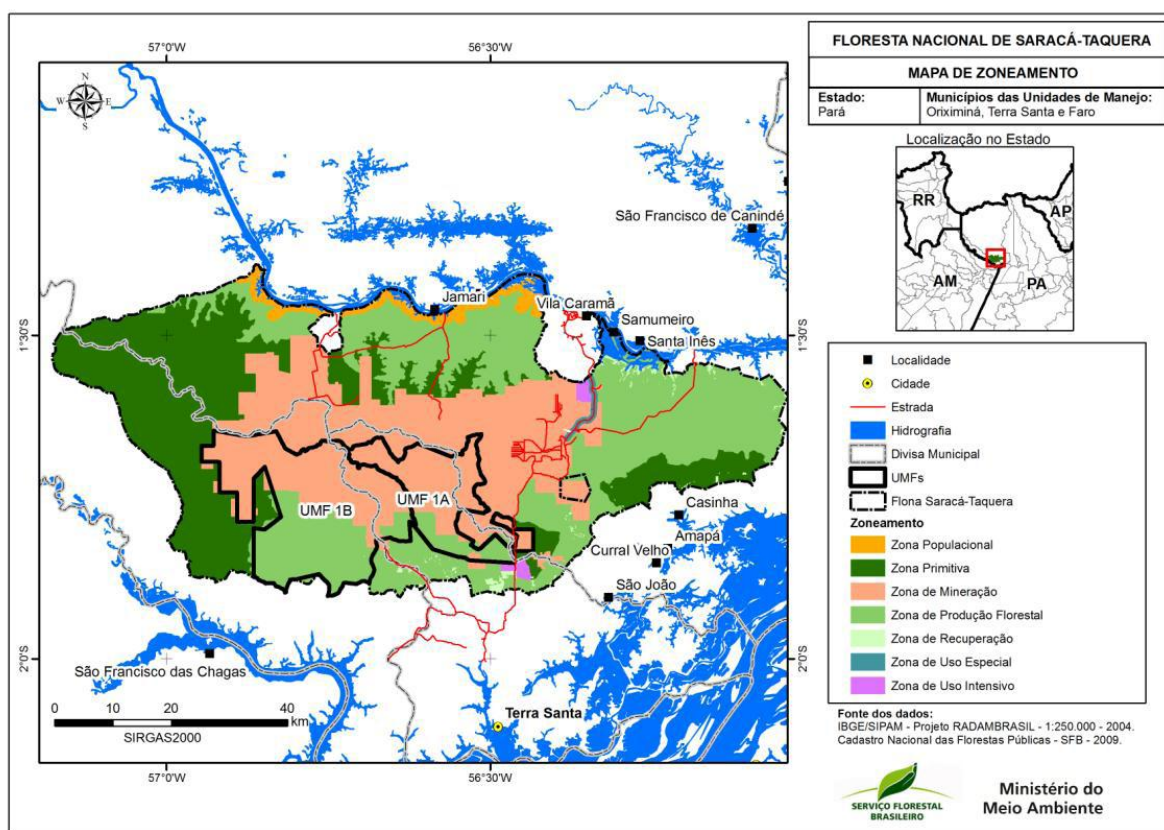 FLORESTA NACIONAL DE SARACÁ-TAQUERA
MAPA DE ZONEAMENTO
Estado:
Pará
Municípios das Unidades de Manejo:
Oriximiná, Terra Santa e Faro
Localização no Estado
RR
AP
AM
PA
57°0'W
56°30'W
N
W
E
S
São Francisco de Canindé
Jamari
Vila Caramã
Samumeiro
Santa Inês
1°30'S
1°30'S
UMF 1B
UMF 1A
Casinha
Amapá
Curral Velho
São João
2°0'S
2°0'S
São Francisco das Chagas
Terra Santa
0 10 20 40
km
SIRGAS2000
57°0'W
56°30'W
Localidade
Cidade
Estrada
Hidrografia
Divisa Municipal
UMFs
Flona Saracá-Taquera
Zoneamento
Zona Populacional
Zona Primitiva
Zona de Mineração
Zona de Produção Florestal
Zona de Recuperação
Zona de Uso Especial
Zona de Uso Intensivo
Fonte dos dados:
IBGE/SIPAM - Projeto RADAMBRASIL - 1:250.000 - 2004.
Cadastro Nacional das Florestas Públicas - SFB - 2009.
SERVIÇO FLORESTAL
BRASILEIRO
Ministério do
Meio Ambiente